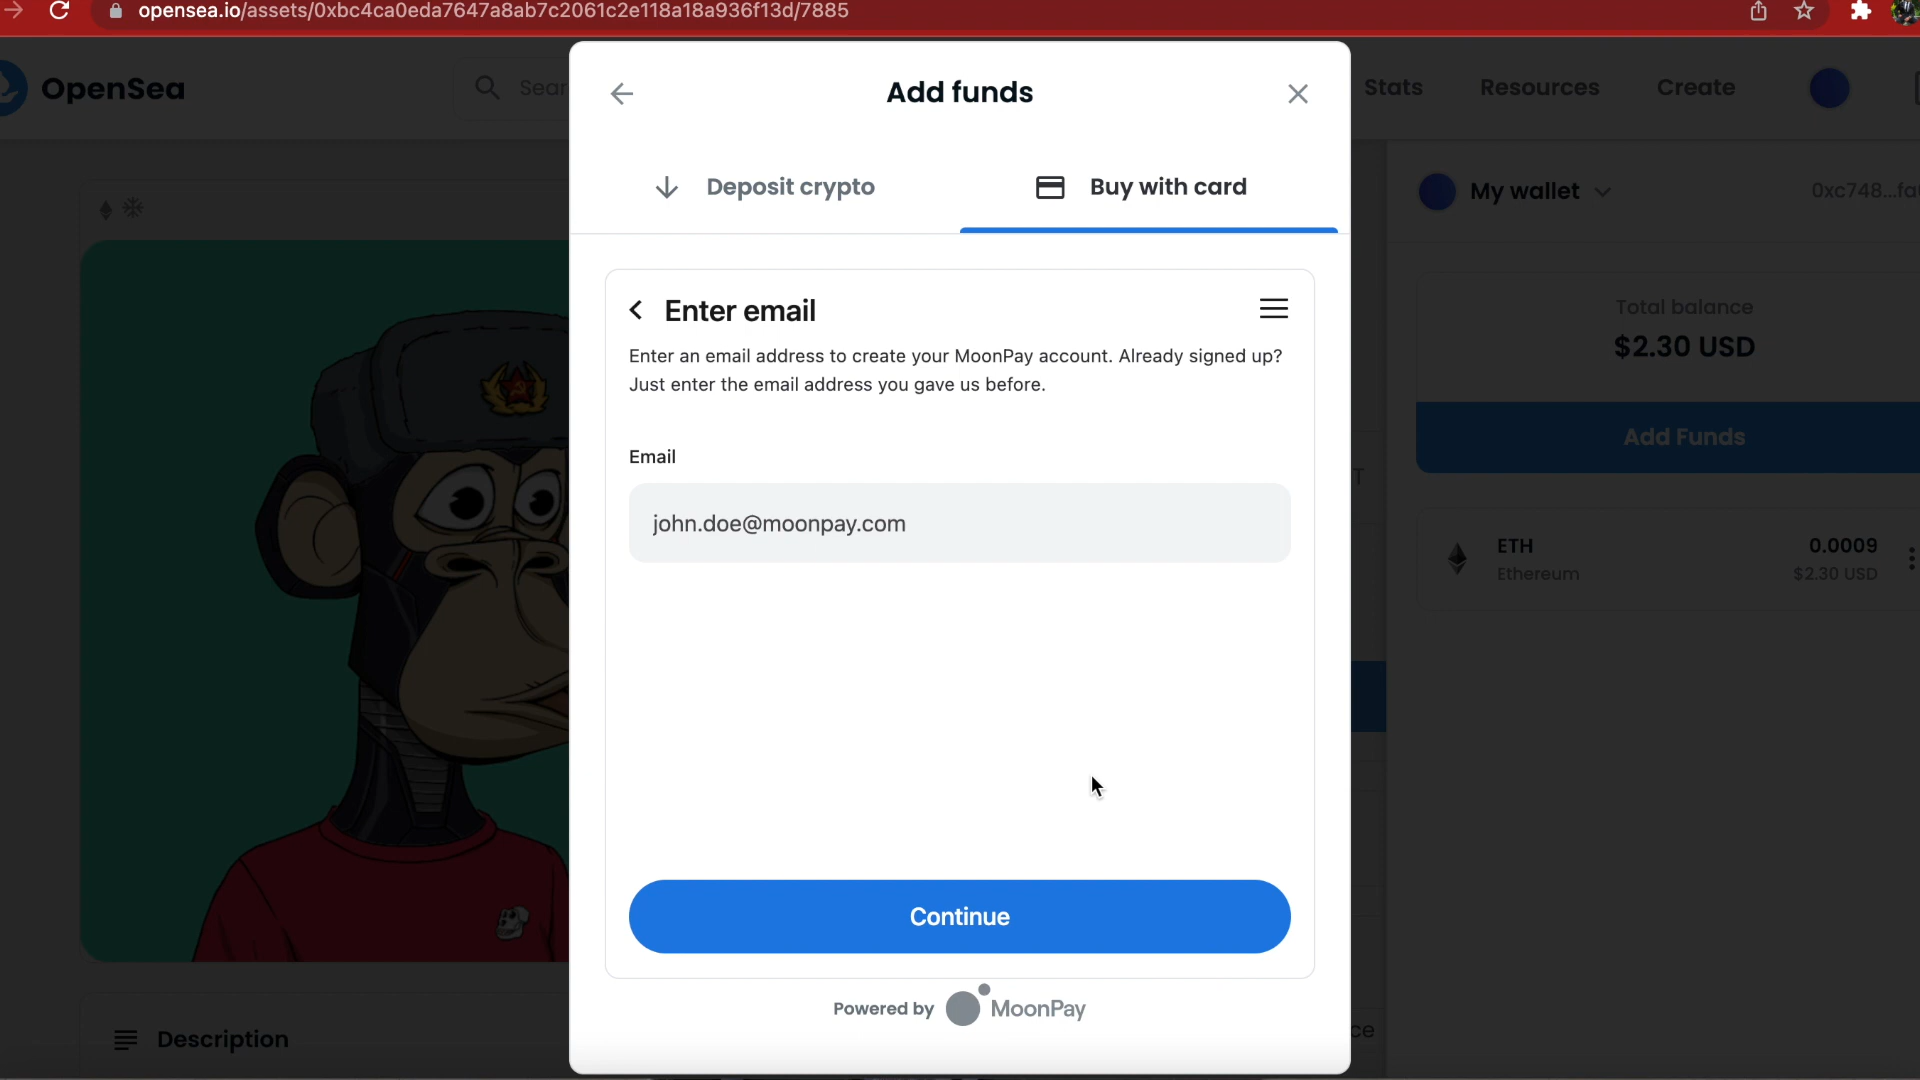 opensea.io/assets/0xbc4ca0eda7647a8ab7c2061c2e118a18a936f13d/7885
OpenSea
Sear
Stats
Resources
Create
Add funds
Deposit crypto
Buy with card
Enter email
Enter an email address to create your MoonPay account. Already signed up?
Just enter the email address you gave us before.
Email
john.doe@moonpay.com
Continue
Powered by MoonPay
My wallet
0xc748...fa
Total balance
$2.30 USD
Add Funds
ETH
0.0009
Ethereum
$2.30 USD
Description